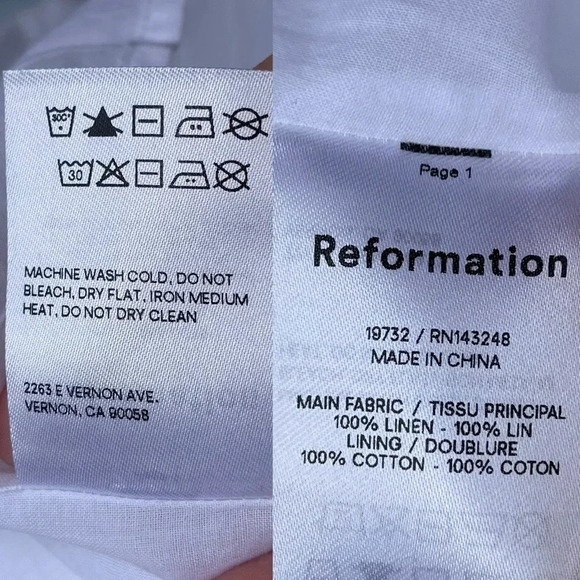 30C°
30
MACHINE WASH COLD, DO NOT
BLEACH, DRY FLAT, IRON MEDIUM
HEAT, DO NOT DRY CLEAN
2263 E VERNON AVE.
VERNON, CA 90058
Page 1
Reformation
19732 / RN143248
MADE IN CHINA
MAIN FABRIC / TISSU PRINCIPAL
100% LINEN - 100% LIN
LINING / DOUBLURE
100% COTTON - 100% COTON